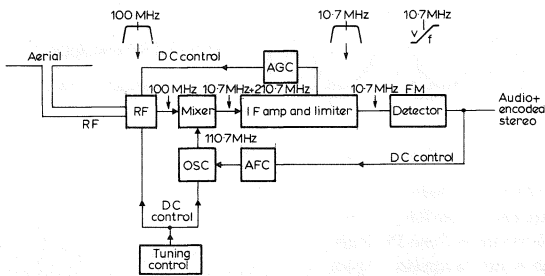 100 MHz
10·7 MHz
10·7MHz
v
f
Aerial
DC control
AGC
100 MHz
10·7MHz+210·7MHz
10·7MHz
FM
RF
RF
Mixer
IF amp and limiter
Detector
Audio+
encoded
stereo
110·7MHz
OSC
AFC
DC control
DC
control
Tuning
control